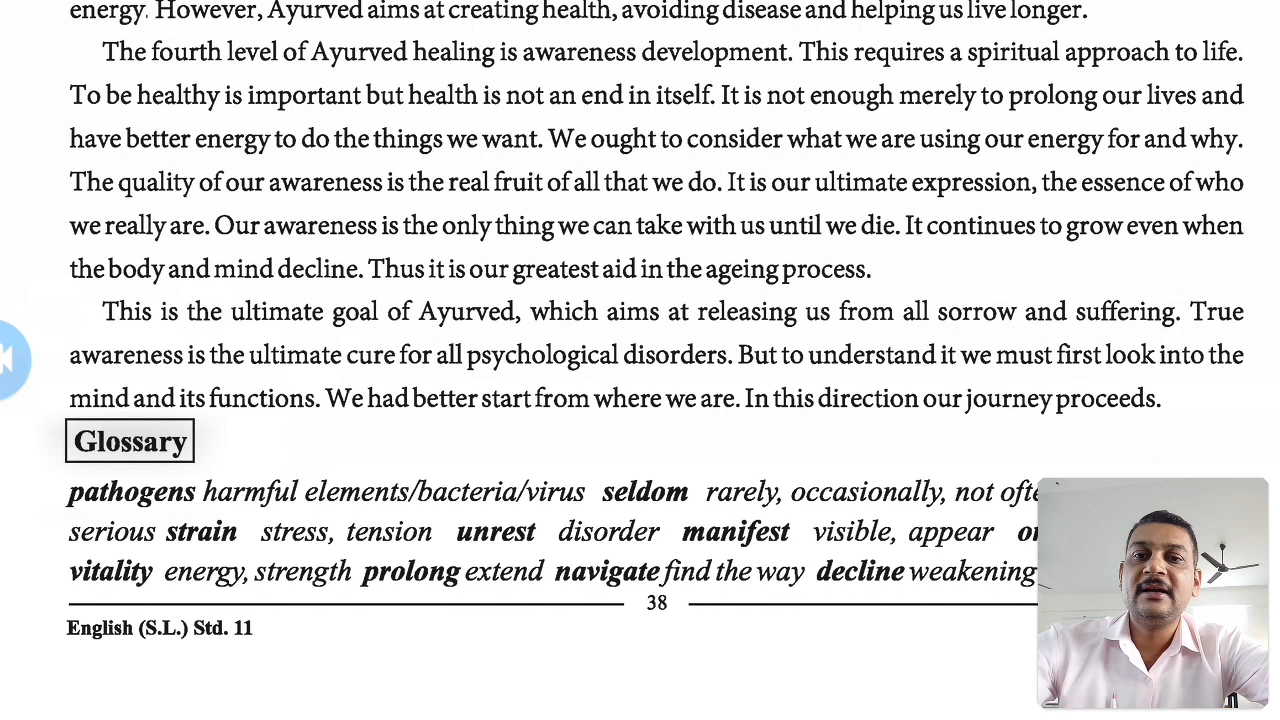 energy. However, Ayurved aims at creating health, avoiding disease and helping us live longer.
The fourth level of Ayurved healing is awareness development. This requires a spiritual approach to life.
To be healthy is important but health is not an end in itself. It is not enough merely to prolong our lives and
have better energy to do the things we want. We ought to consider what we are using our energy for and why.
The quality of our awareness is the real fruit of all that we do. It is our ultimate expression, the essence of who
we really are. Our awareness is the only thing we can take with us until we die. It continues to grow even when
the body and mind decline. Thus it is our greatest aid in the ageing process.
This is the ultimate goal of Ayurved, which aims at releasing us from all sorrow and suffering. True
awareness is the ultimate cure for all psychological disorders. But to understand it we must first look into the
mind and its functions. We had better start from where we are. In this direction our journey proceeds.
Glossary
pathogens harmful elements/bacteria/virus seldom rarely, occasionally, not
serious strain stress, tension unrest disorder manifest visible, appear
vitality energy, strength prolong extend navigate find the way decline weakening
38
English (S.L.) Std. 11